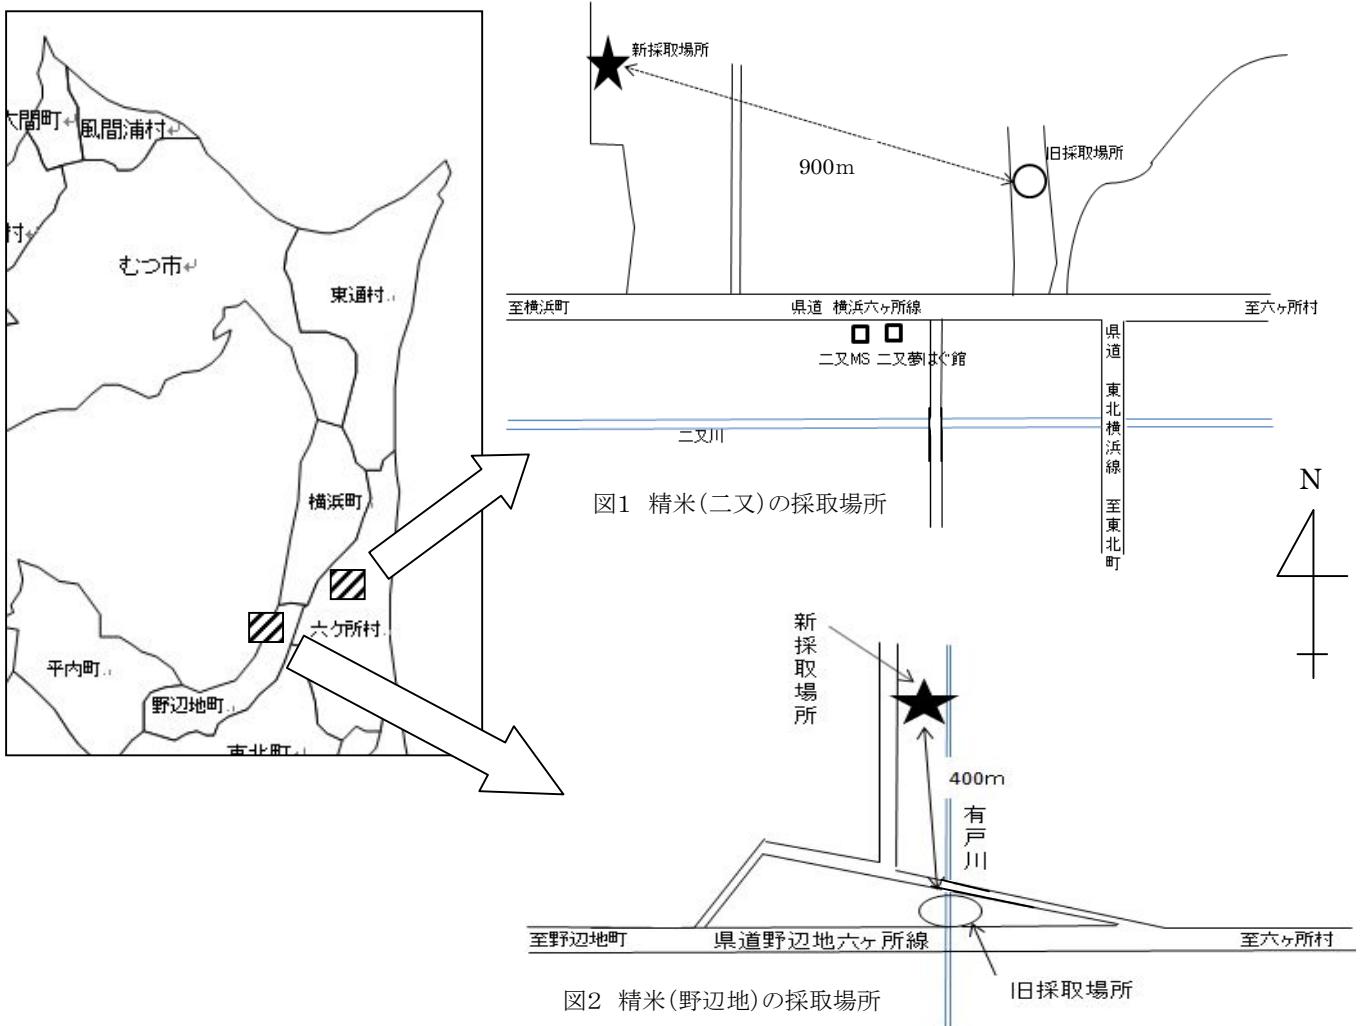 大間町
風間浦村
村
むつ市
東通村
横浜町
六ケ所村
平内町
野辺地町
東北町
新採取場所
旧採取場所
900m
至横浜町
県道 横浜六ヶ所線
至六ヶ所村
二又MS 二又夢はぐ館
県道 東北横浜線 至東北町
二又川
図1 精米(二又)の採取場所
N
新採取場所
400m
有戸川
至野辺地町
県道野辺地六ヶ所線
至六ヶ所村
旧採取場所
図2 精米(野辺地)の採取場所